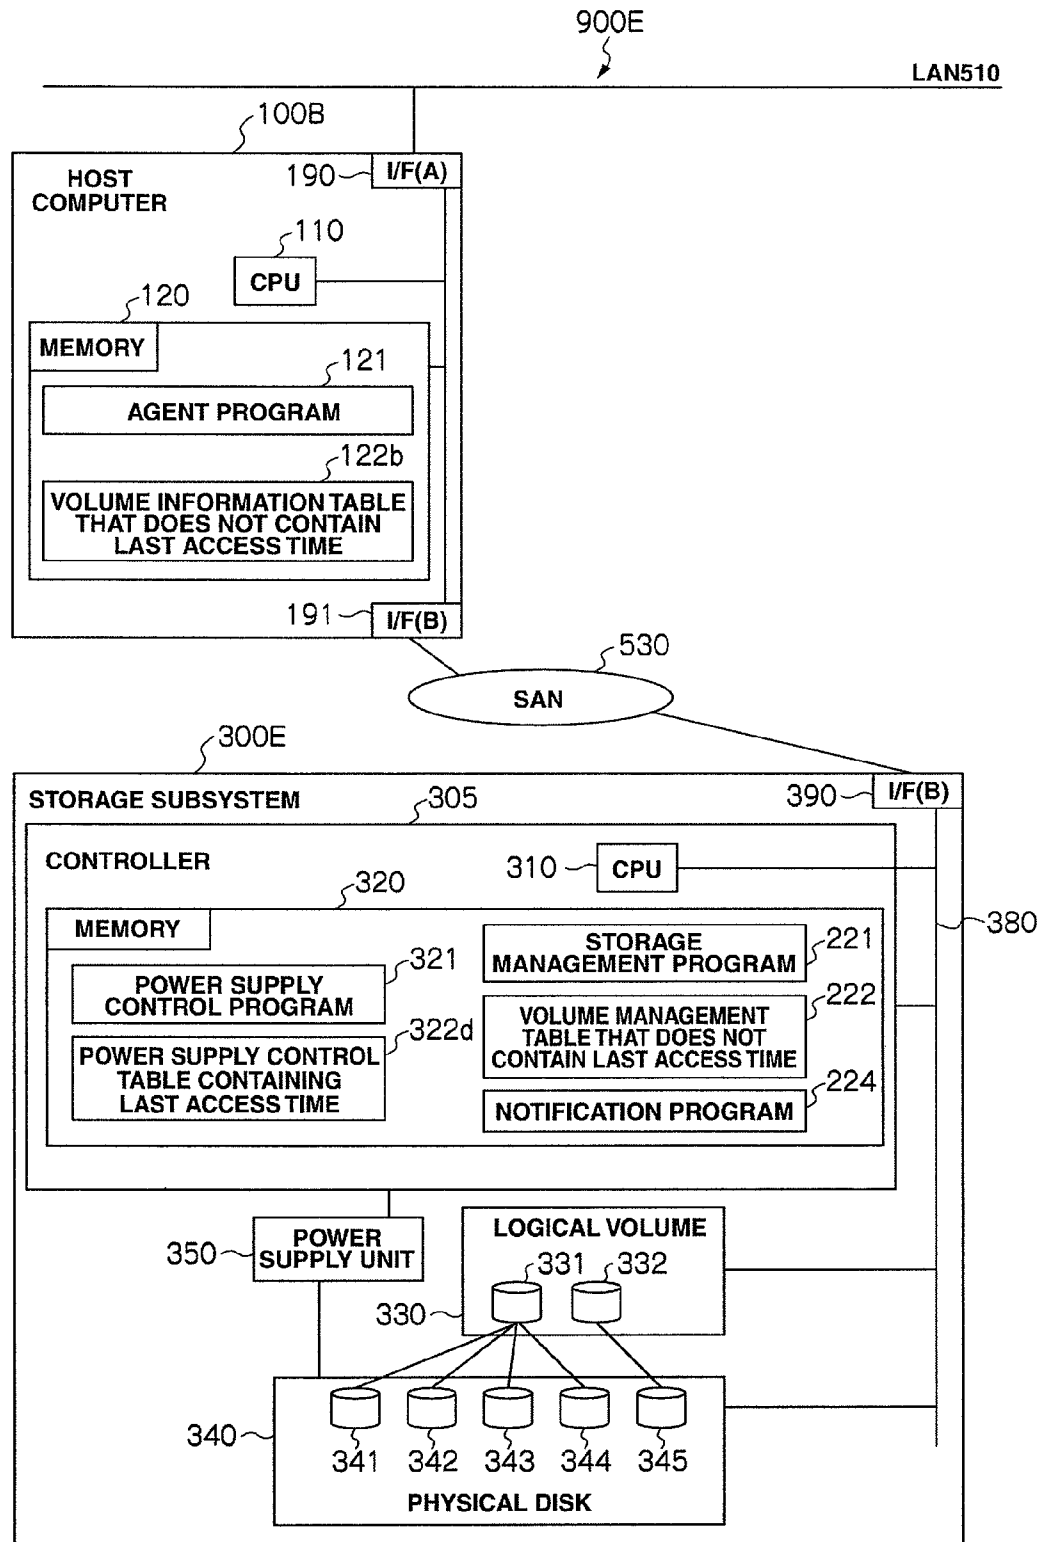 900E
LAN510
100B
HOST
COMPUTER
190
I/F(A)
110
CPU
120
MEMORY
121
AGENT PROGRAM
122b
VOLUME INFORMATION TABLE
THAT DOES NOT CONTAIN
LAST ACCESS TIME
191
I/F(B)
530
SAN
300E
STORAGE SUBSYSTEM
305
390
I/F(B)
CONTROLLER
310
CPU
320
MEMORY
380
321
POWER SUPPLY
CONTROL PROGRAM
322d
POWER SUPPLY CONTROL
TABLE CONTAINING
LAST ACCESS TIME
STORAGE
MANAGEMENT PROGRAM
221
222
VOLUME MANAGEMENT
TABLE THAT DOES NOT
CONTAIN LAST ACCESS TIME
224
NOTIFICATION PROGRAM
350
POWER
SUPPLY UNIT
LOGICAL VOLUME
331
332
330
340
341
342
343
344
345
PHYSICAL DISK